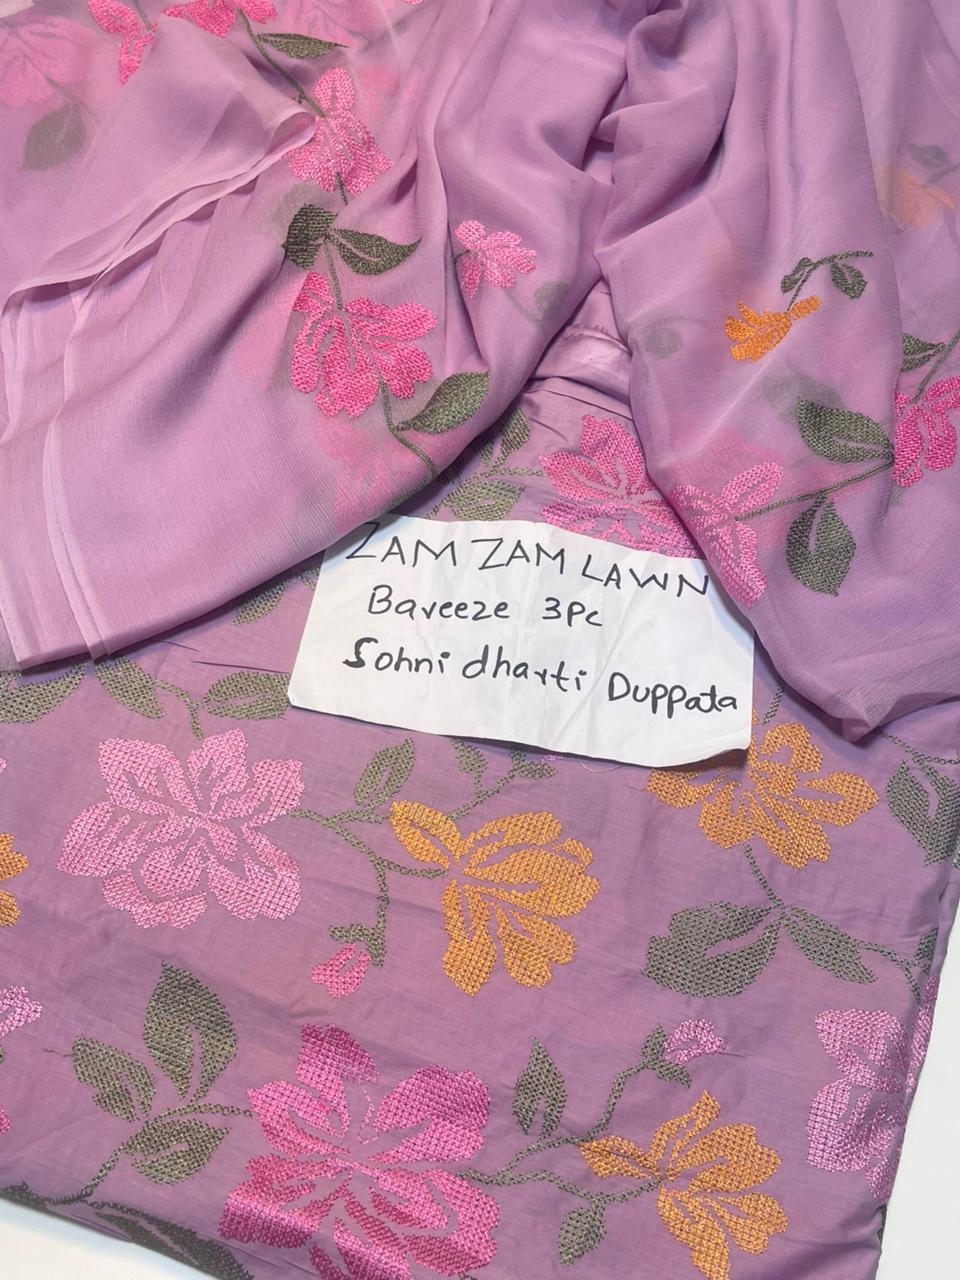 ZAM ZAM LAWN
Baveeze 3Pc
Sohni dharti Duppata